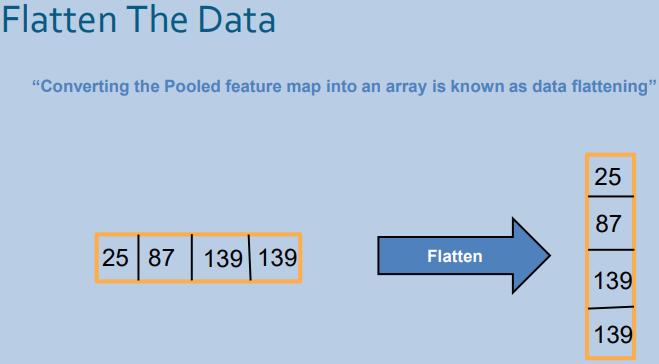 Flatten The Data
“Converting the Pooled feature map into an array is known as data flattening”
25 87 139 139
Flatten
25
87
139
139